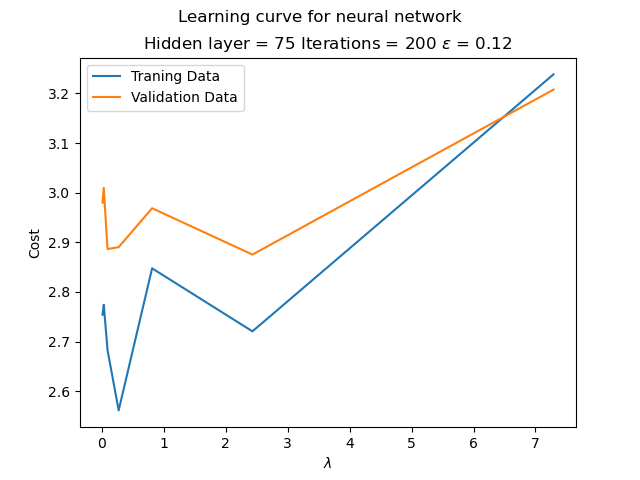 Learning curve for neural network
Hidden layer = 75 Iterations = 200 ε = 0.12
Traning Data
Validation Data
Cost
3.2
3.1
3.0
2.9
2.8
2.7
2.6
0 1 2 3 4 5 6 7
λ